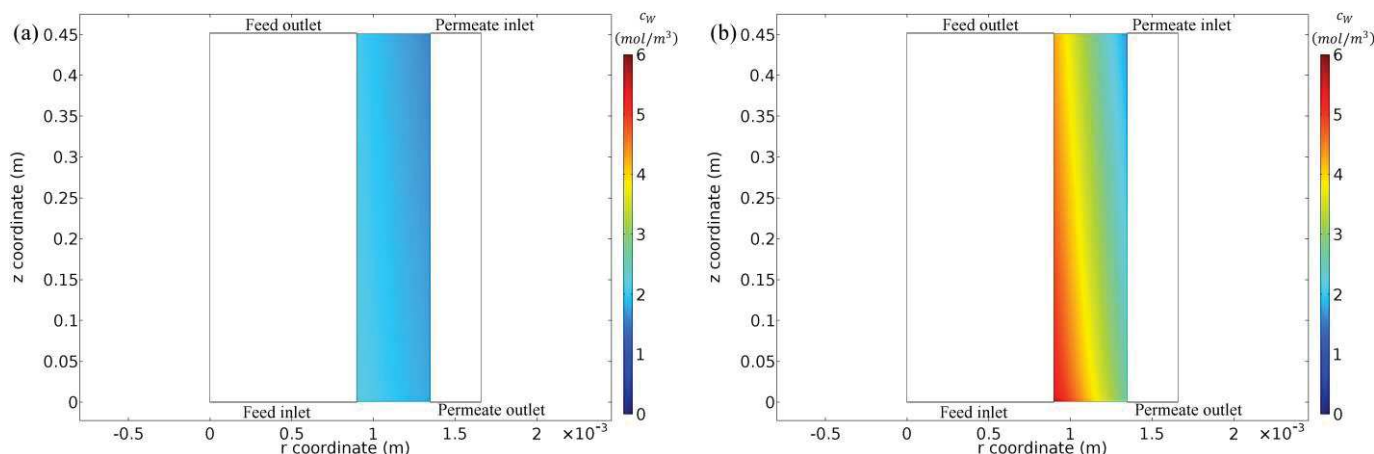 (a)
Feed outlet
Permeate inlet
c_W
(mol/m³)
0.45
0.4
0.35
0.3
0.25
0.2
0.15
0.1
0.05
0
z coordinate (m)
6
5
4
3
2
1
0
Feed inlet
Permeate outlet
-0.5
0
0.5
1
1.5
2
×10⁻³
r coordinate (m)
(b)
Feed outlet
Permeate inlet
c_W
(mol/m³)
0.45
0.4
0.35
0.3
0.25
0.2
0.15
0.1
0.05
0
z coordinate (m)
6
5
4
3
2
1
0
Feed inlet
Permeate outlet
-0.5
0
0.5
1
1.5
2
×10⁻³
r coordinate (m)